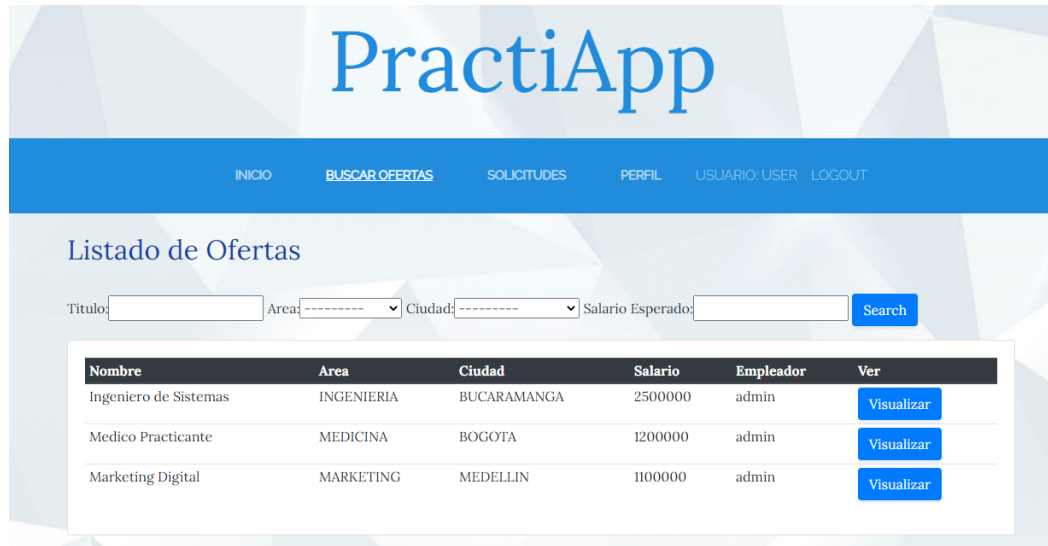 PractiApp
INICIO BUSCAR OFERTAS SOLICITUDES PERFIL USUARIO: USER LOGOUT
Listado de Ofertas
Titulo: Area: --------- Ciudad: --------- Salario Esperado: Search
Nombre Area Ciudad Salario Empleador Ver
Ingeniero de Sistemas INGENIERIA BUCARAMANGA 2500000 admin Visualizar
Medico Practicante MEDICINA BOGOTA 1200000 admin Visualizar
Marketing Digital MARKETING MEDELLIN 1100000 admin Visualizar